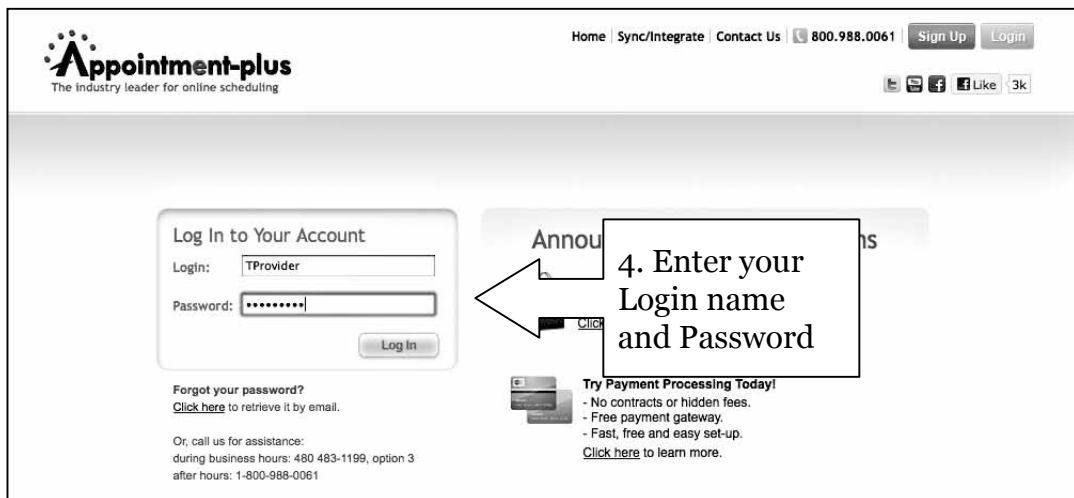 Home Sync/Integrate Contact Us 800.988.0061 Sign Up Login
Appointment-plus
The industry leader for online scheduling
Like 3k
Log In to Your Account
Login: TProvider
Password: •••••••••
Log In
Forgot your password?
Click here to retrieve it by email.
Or, call us for assistance:
during business hours: 480 483-1199, option 3
after hours: 1-800-988-0061
4. Enter your
Login name
and Password
Try Payment Processing Today!
- No contracts or hidden fees.
- Free payment gateway.
- Fast, free and easy set-up.
Click here to learn more.